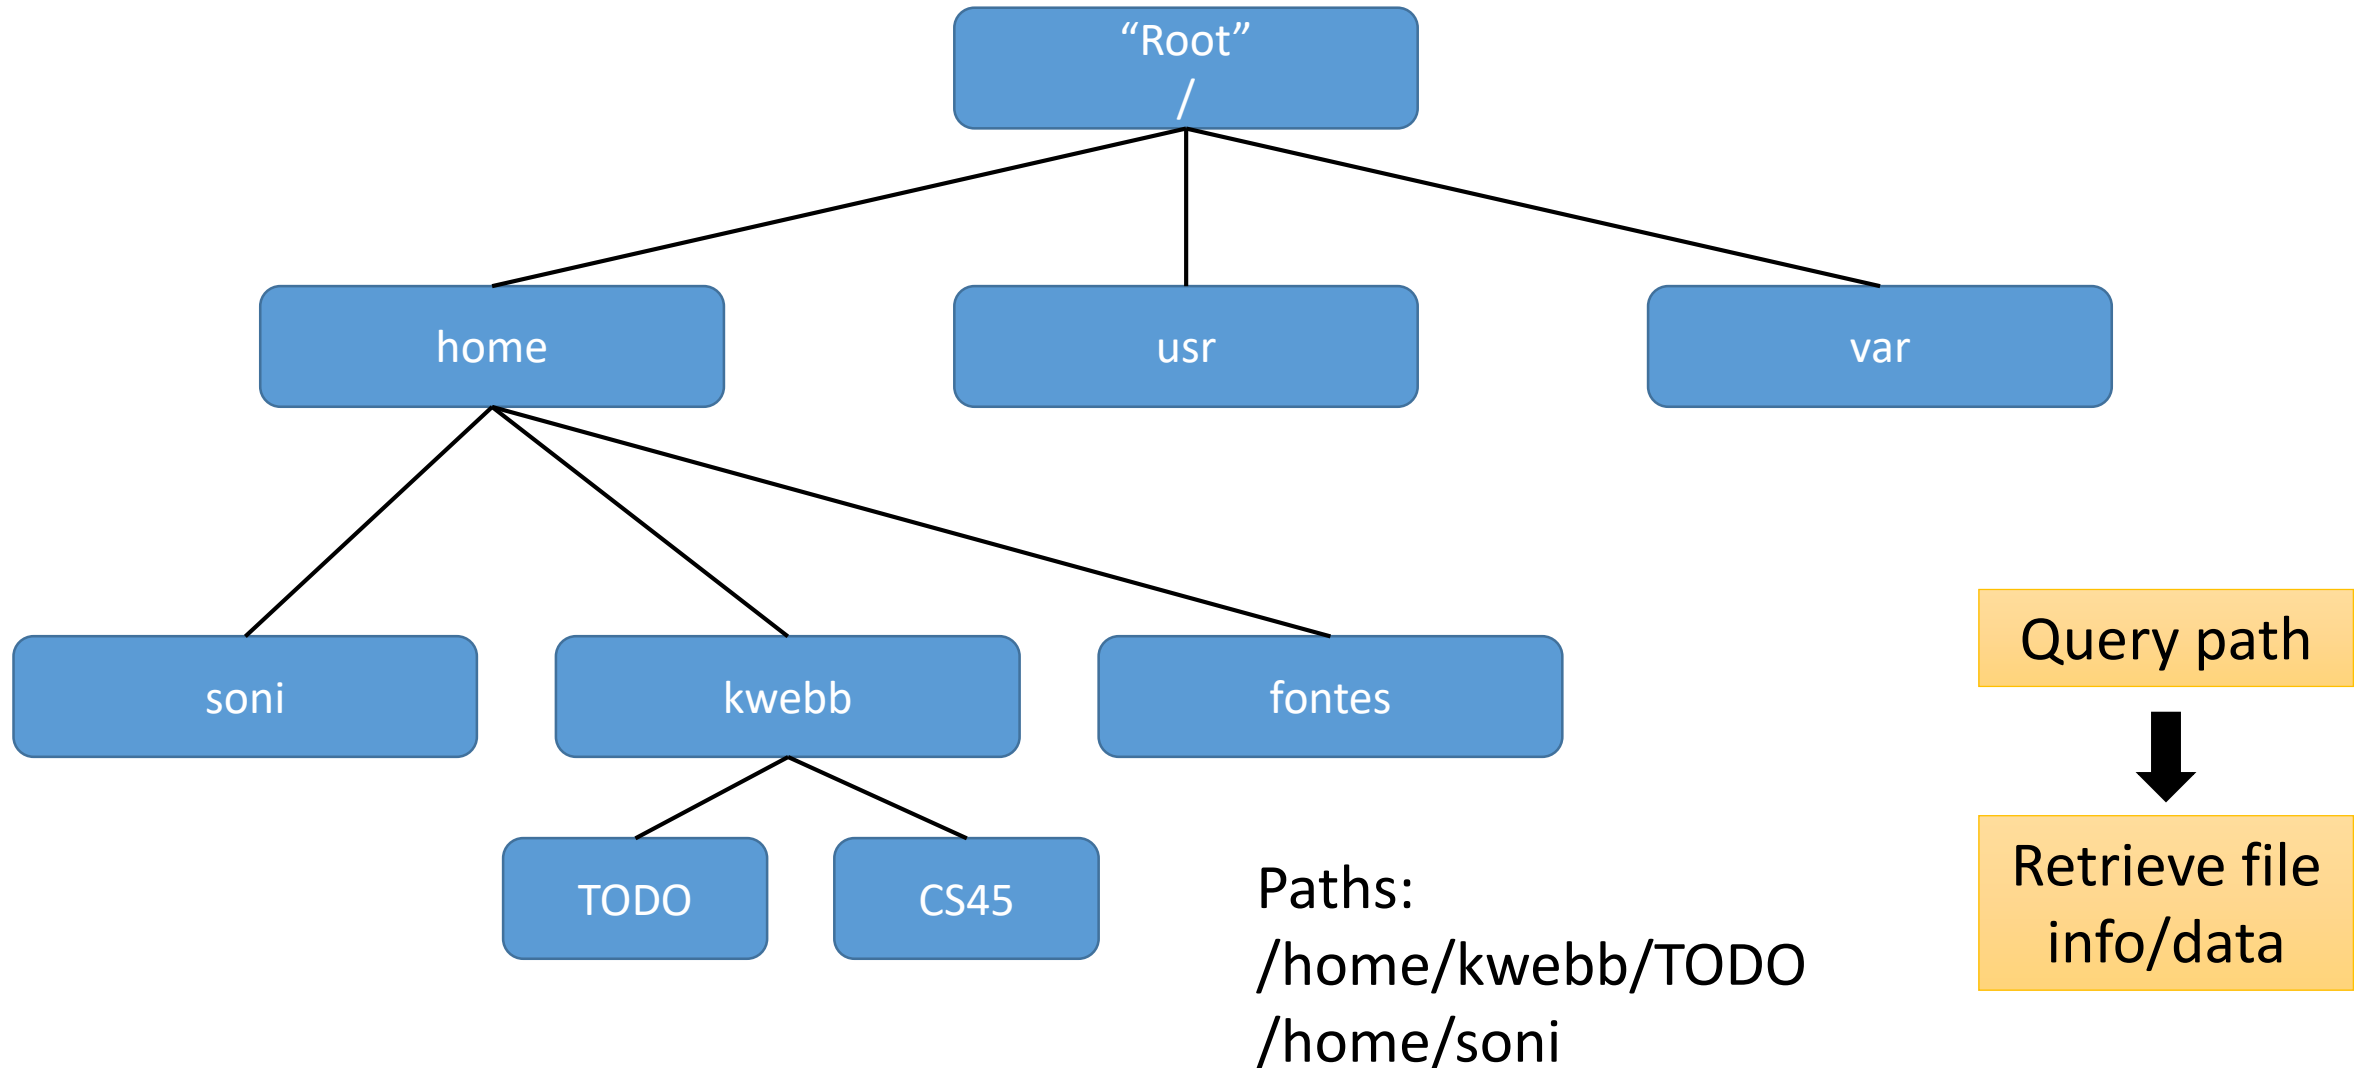 “Root”
/
home
usr
var
soni
kwebb
fontes
TODO
CS45
Paths:
/home/kwebb/TODO
/home/soni
Query path
Retrieve file
info/data